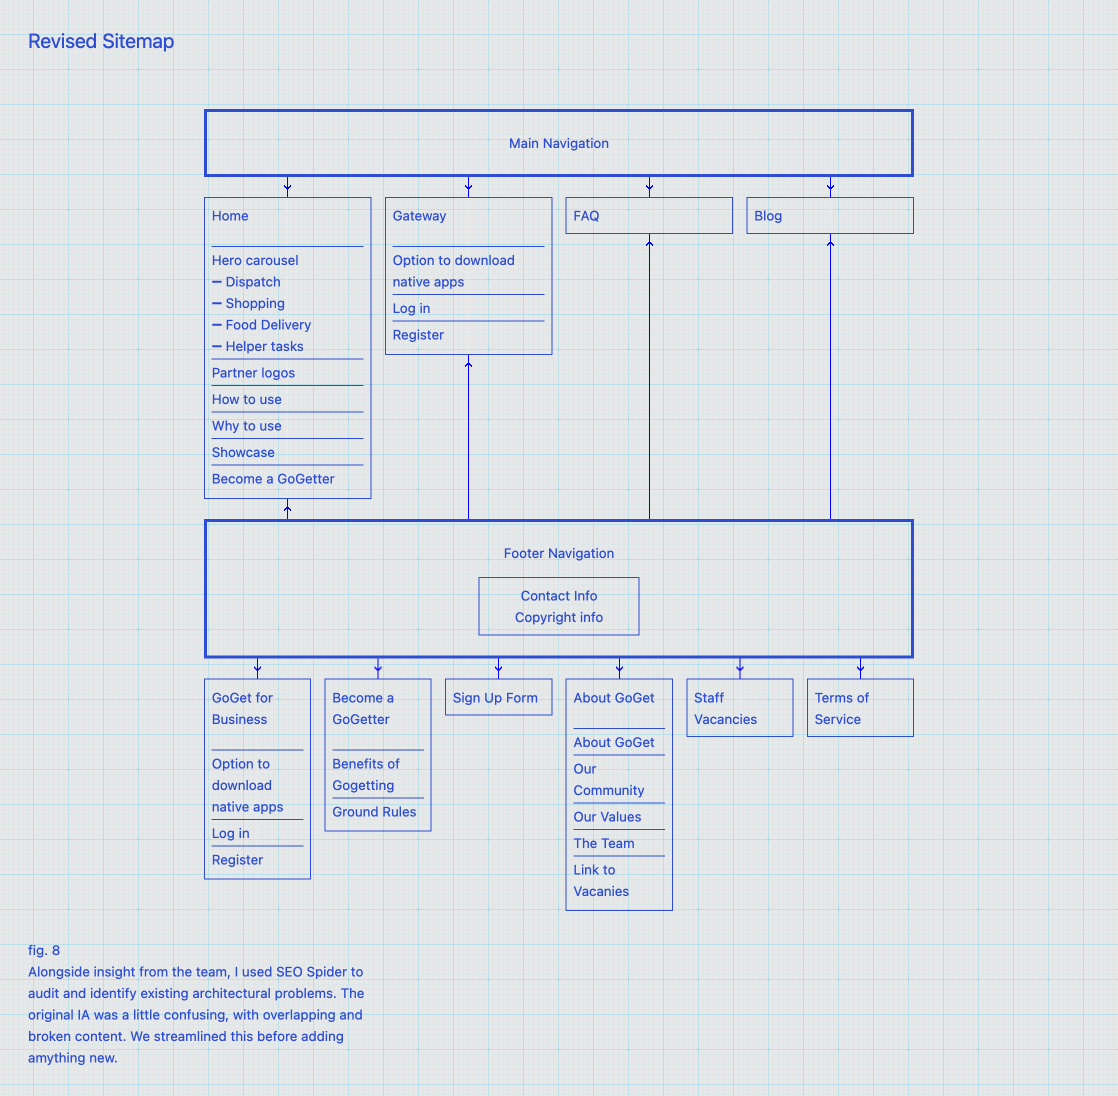 Revised Sitemap
Main Navigation
Home
Hero carousel
– Dispatch
– Shopping
– Food Delivery
– Helper tasks
Partner logos
How to use
Why to use
Showcase
Become a GoGetter
Gateway
Option to download
native apps
Log in
Register
FAQ
Blog
Footer Navigation
Contact Info
Copyright info
GoGet for
Business
Option to
download
native apps
Log in
Register
Become a
GoGetter
Benefits of
Gogetting
Ground Rules
Sign Up Form
About GoGet
About GoGet
Our
Community
Our Values
The Team
Link to
Vacanies
Staff
Vacancies
Terms of
Service
fig. 8
Alongside insight from the team, I used SEO Spider to
audit and identify existing architectural problems. The
original IA was a little confusing, with overlapping and
broken content. We streamlined this before adding
amything new.